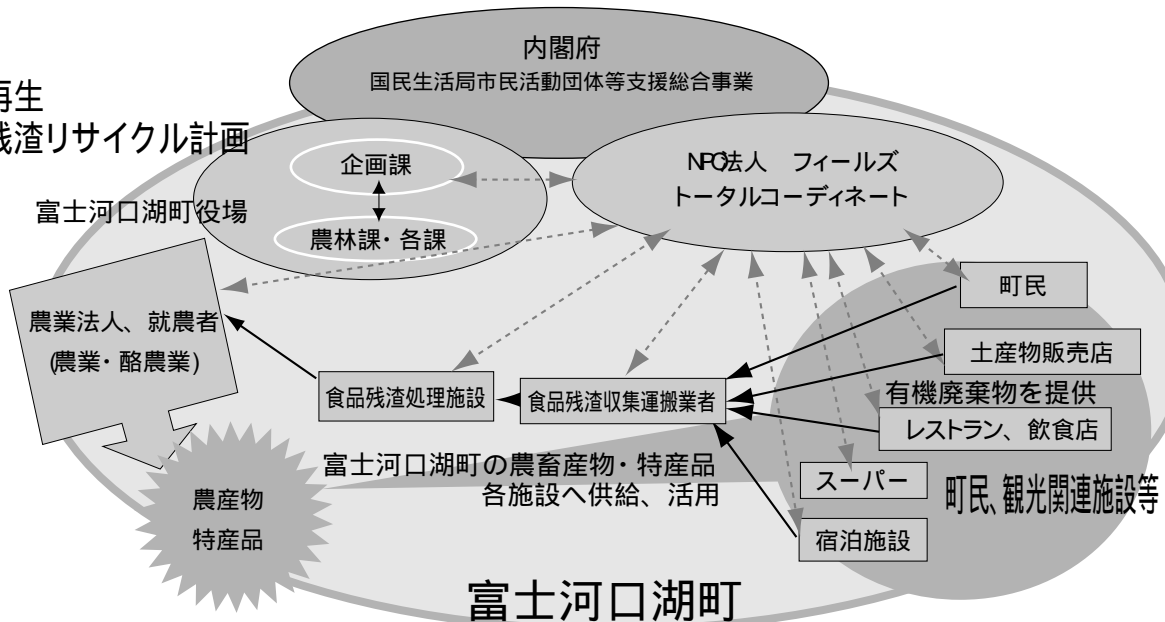 内閣府
国民生活局市民活動団体等支援総合事業
再生
残渣リサイクル計画
企画課
農林課・各課
富士河口湖町役場
NPO法人　フィールズ
トータルコーディネート
農業法人、就農者
(農業・酪農業)
食品残渣処理施設
食品残渣収集運搬業者
町民
土産物販売店
有機廃棄物を提供
レストラン、飲食店
スーパー
宿泊施設
町民、観光関連施設等
富士河口湖町の農畜産物・特産品
各施設へ供給、活用
農産物
特産品
富士河口湖町